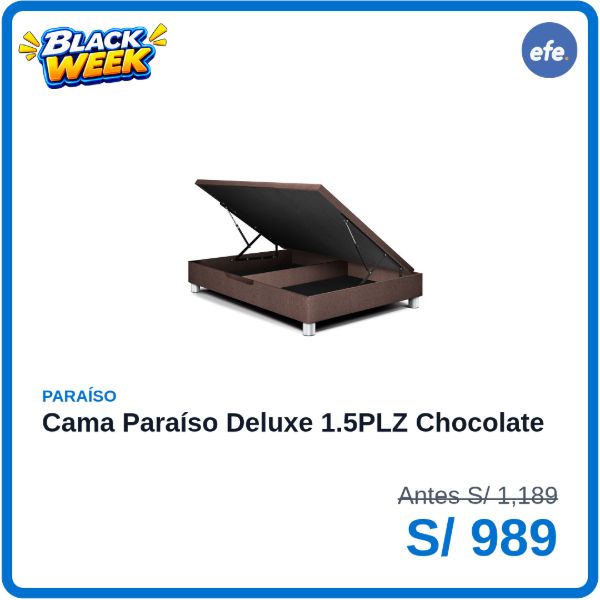 BLACK
WEEK
efe.
PARAÍSO
Cama Paraíso Deluxe 1.5PLZ Chocolate
Antes S/ 1,189
S/ 989